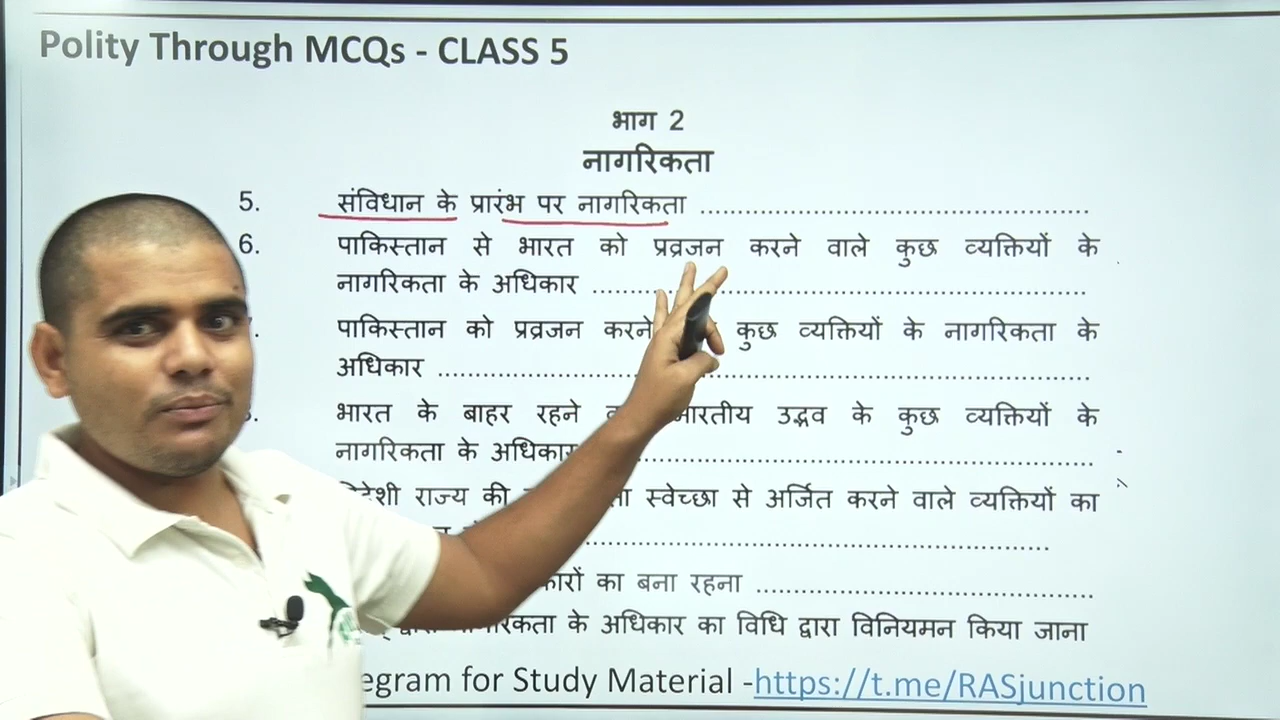 Polity Through MCQs - CLASS 5
भाग 2
नागरिकता
5. संविधान के प्रारंभ पर नागरिकता ............................................................
6. पाकिस्तान से भारत को प्रव्रजन करने वाले कुछ व्यक्तियों के
नागरिकता के अधिकार ............................................................
पाकिस्तान को प्रव्रजन करने कुछ व्यक्तियों के नागरिकता के
अधिकार ............................................................
भारत के बाहर रहने उद्भव के कुछ व्यक्तियों के
नागरिकता के अधिकार ............................................................
राज्य की स्वेच्छा से अर्जित करने वाले व्यक्तियों का
............................................................
का बना रहना ............................................................
के अधिकार का विधि द्वारा विनियमन किया जाना
for Study Material -https://t.me/RASjunction